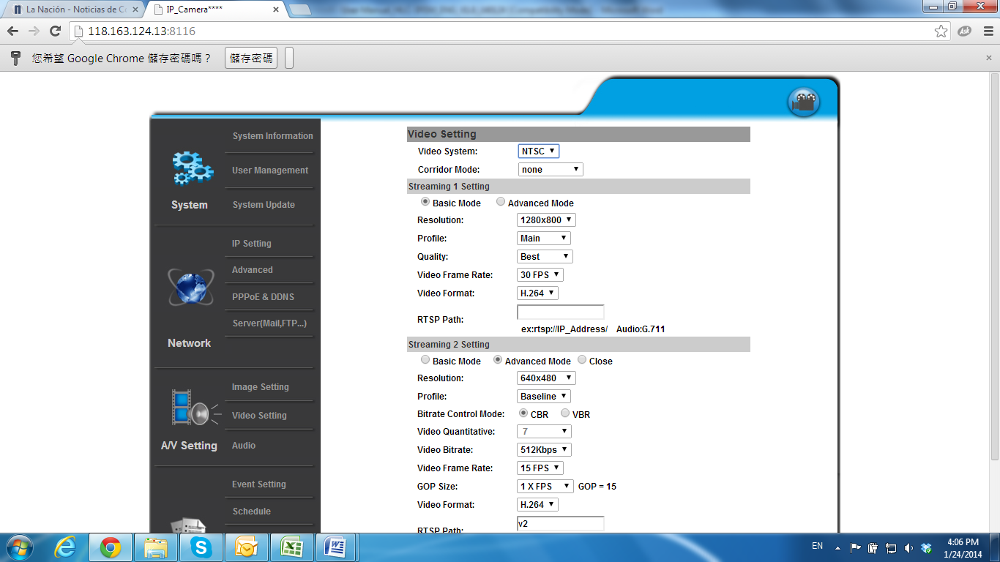 La Nación - Noticias de C
IP_Camera****
118.163.124.13:8116
Ask
您希望 Google Chrome 儲存密碼嗎？ 儲存密碼
System Information
User Management
System
System Update
IP Setting
Advanced
PPPoE & DDNS
Server(Mail,FTP...)
Network
Image Setting
Video Setting
A/V Setting
Audio
Event Setting
Schedule
Video Setting
Video System: NTSC
Corridor Mode: none
Streaming 1 Setting
Basic Mode Advanced Mode
Resolution: 1280x800
Profile: Main
Quality: Best
Video Frame Rate: 30 FPS
Video Format: H.264
RTSP Path:
ex:rtsp://IP_Address/ Audio:G.711
Streaming 2 Setting
Basic Mode Advanced Mode Close
Resolution: 640x480
Profile: Baseline
Bitrate Control Mode: CBR VBR
Video Quantitative: 7
Video Bitrate: 512Kbps
Video Frame Rate: 15 FPS
GOP Size: 1 X FPS GOP = 15
Video Format: H.264
RTSP Path: v2
EN
4:06 PM
1/24/2014